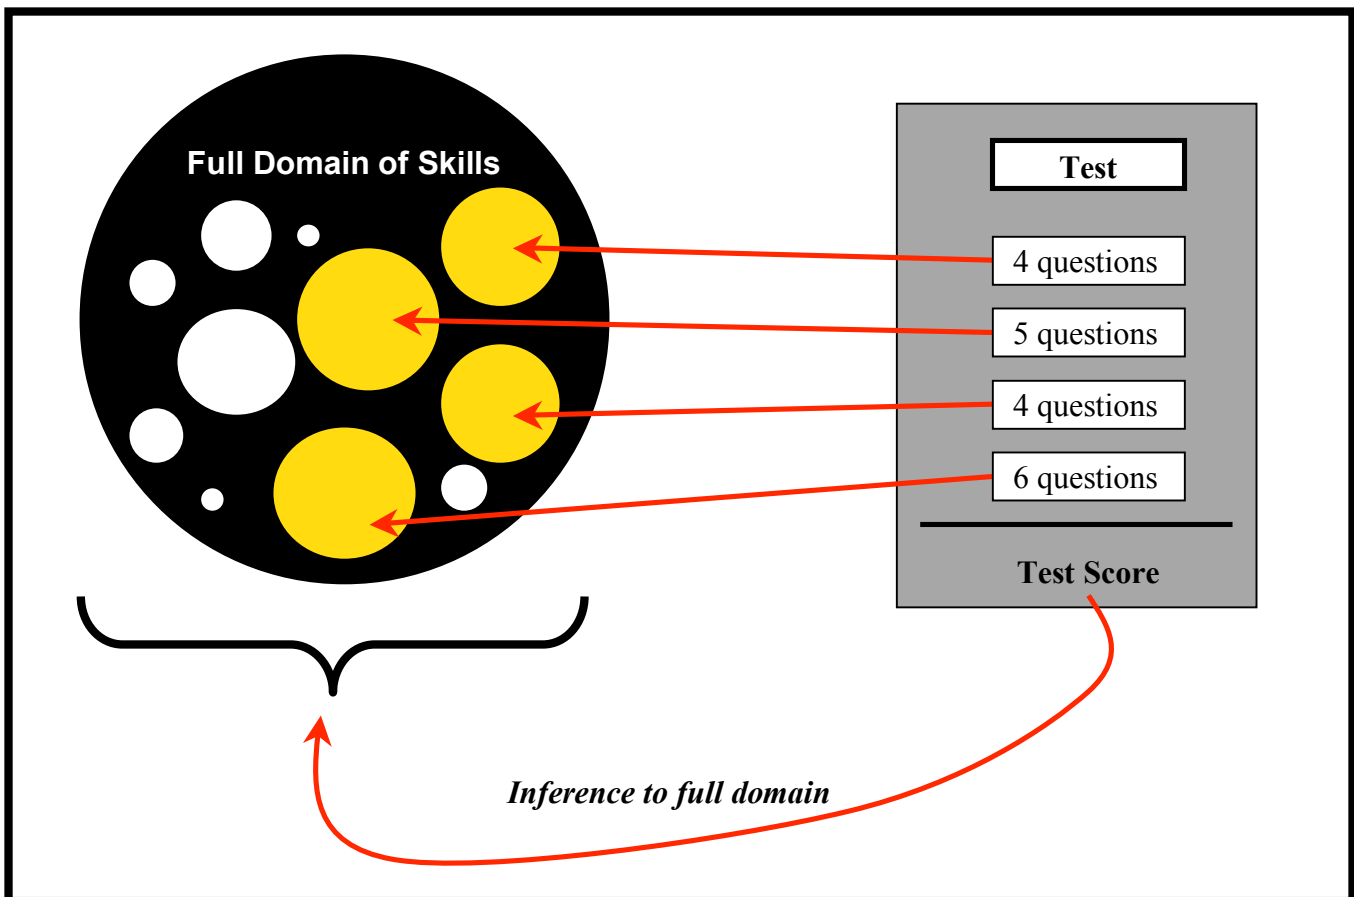 Full Domain of Skills
Test
4 questions
5 questions
4 questions
6 questions
Test Score
Inference to full domain